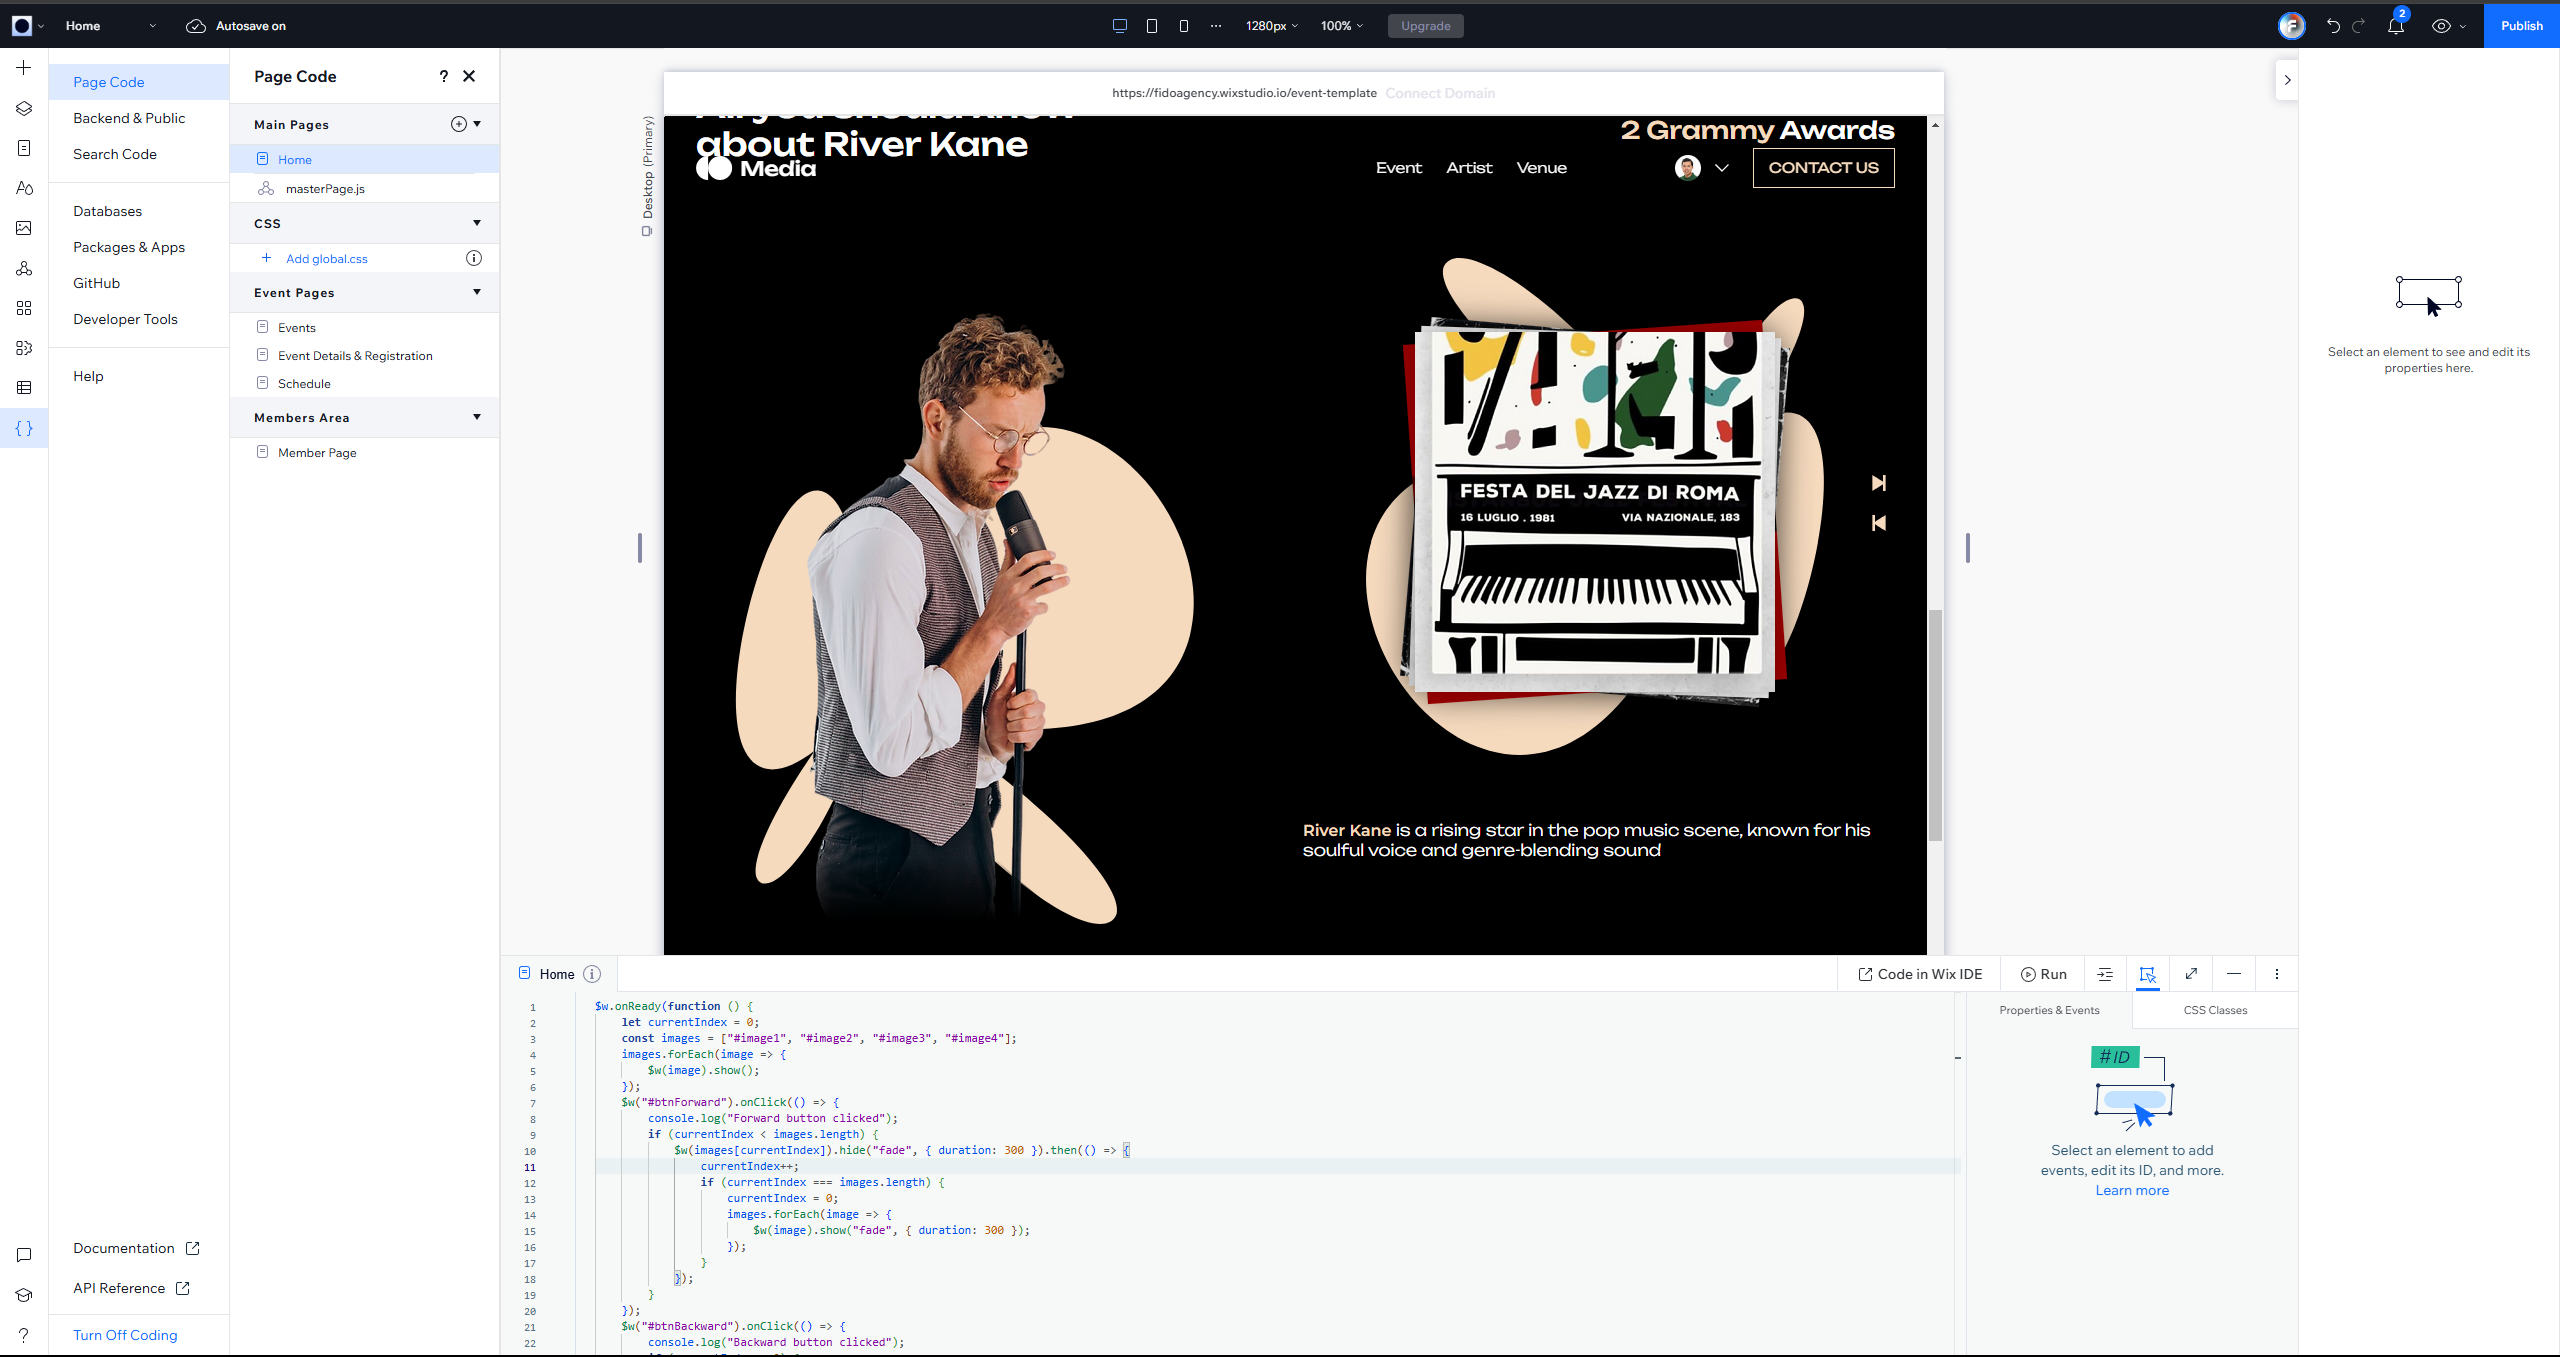 Home
Autosave on
1280px
100%
Upgrade
2
Publish
Page Code
Backend & Public
Search Code
Databases
Packages & Apps
GitHub
Developer Tools
Help
Documentation
API Reference
Turn Off Coding
Page Code
?
Main Pages
Home
masterPage.js
CSS
+ Add global.css
Event Pages
Events
Event Details & Registration
Schedule
Members Area
Member Page
Desktop (Primary)
https://fidoagency.wixstudio.io/event-template Connect Domain
All you should know
about River Kane
2 Grammy Awards
Media
Event
Artist
Venue
CONTACT US
FESTA DEL JAZZ DI ROMA
16 LUGLIO . 1981
VIA NAZIONALE, 183
River Kane is a rising star in the pop music scene, known for his
soulful voice and genre-blending sound
Select an element to see and edit its
properties here.
Home
Code in Wix IDE
Run
1 $w.onReady(function () {
2 let currentIndex = 0;
3 const images = ["#image1", "#image2", "#image3", "#image4"];
4 images.forEach(image => {
5 $w(image).show();
6 });
7 $w("#btnForward").onClick(() => {
8 console.log("Forward button clicked");
9 if (currentIndex < images.length) {
10 $w(images[currentIndex]).hide("fade", { duration: 300 }).then(() => {
11 currentIndex++;
12 if (currentIndex === images.length) {
13 currentIndex = 0;
14 images.forEach(image => {
15 $w(image).show("fade", { duration: 300 });
16 });
17 }
18 });
19 }
20 });
21 $w("#btnBackward").onClick(() => {
22 console.log("Backward button clicked");
Properties & Events
CSS Classes
#ID
Select an element to add
events, edit its ID, and more.
Learn more